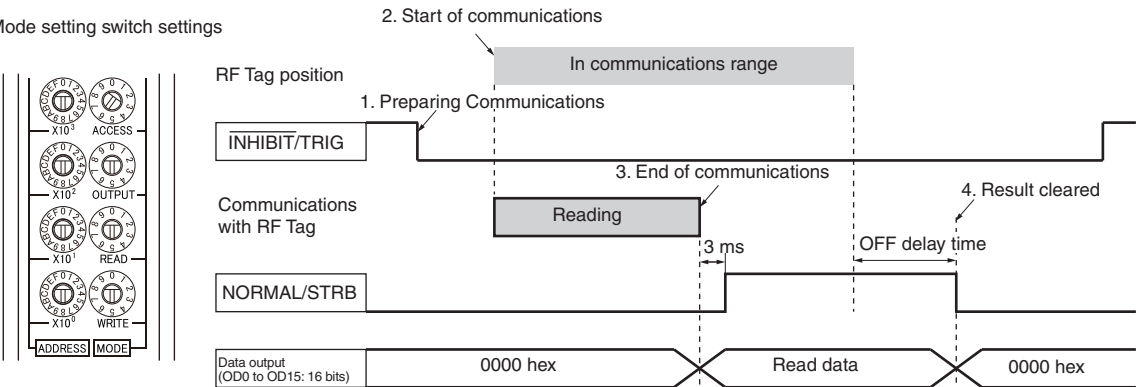 Mode setting switch settings
2. Start of communications
RF Tag position
In communications range
1. Preparing Communications
INHIBIT/TRIG
3. End of communications
4. Result cleared
Communications
with RF Tag
Reading
3 ms
OFF delay time
NORMAL/STRB
Data output
(OD0 to OD15: 16 bits)
0000 hex
Read data
0000 hex
X10³
ACCESS
X10²
OUTPUT
X10¹
READ
X10⁰
WRITE
ADDRESS
MODE